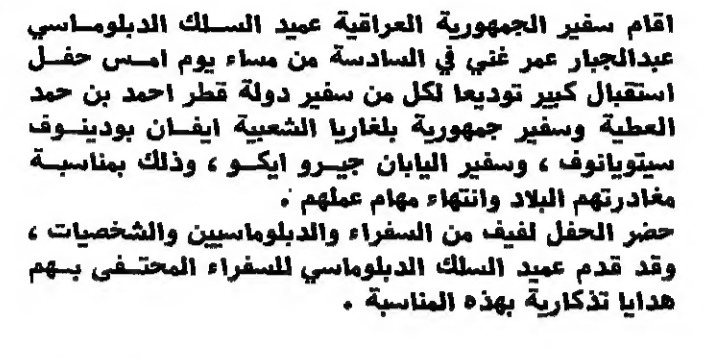 اقام سفير الجمهورية العراقية عميد السلك الدبلوماسي
عبدالجبار عمر غني في السادسة من مساء يوم امس حفل
استقبال كبير توديعا لكل من سفير دولة قطر احمد بن حمد
العطية وسفير جمهورية بلغاريا الشعبية ايفان بودينوف
سيتويانوف ، وسفير اليابان جيرو ايكو ، وذلك بمناسبة
مغادرتهم البلاد وانتهاء مهام عملهم .
حضر الحفل لفيف من السفراء والدبلوماسيين والشخصيات ،
وقد قدم عميد السلك الدبلوماسي للسفراء المحتفى بهم
هدايا تذكارية بهذه المناسبة .